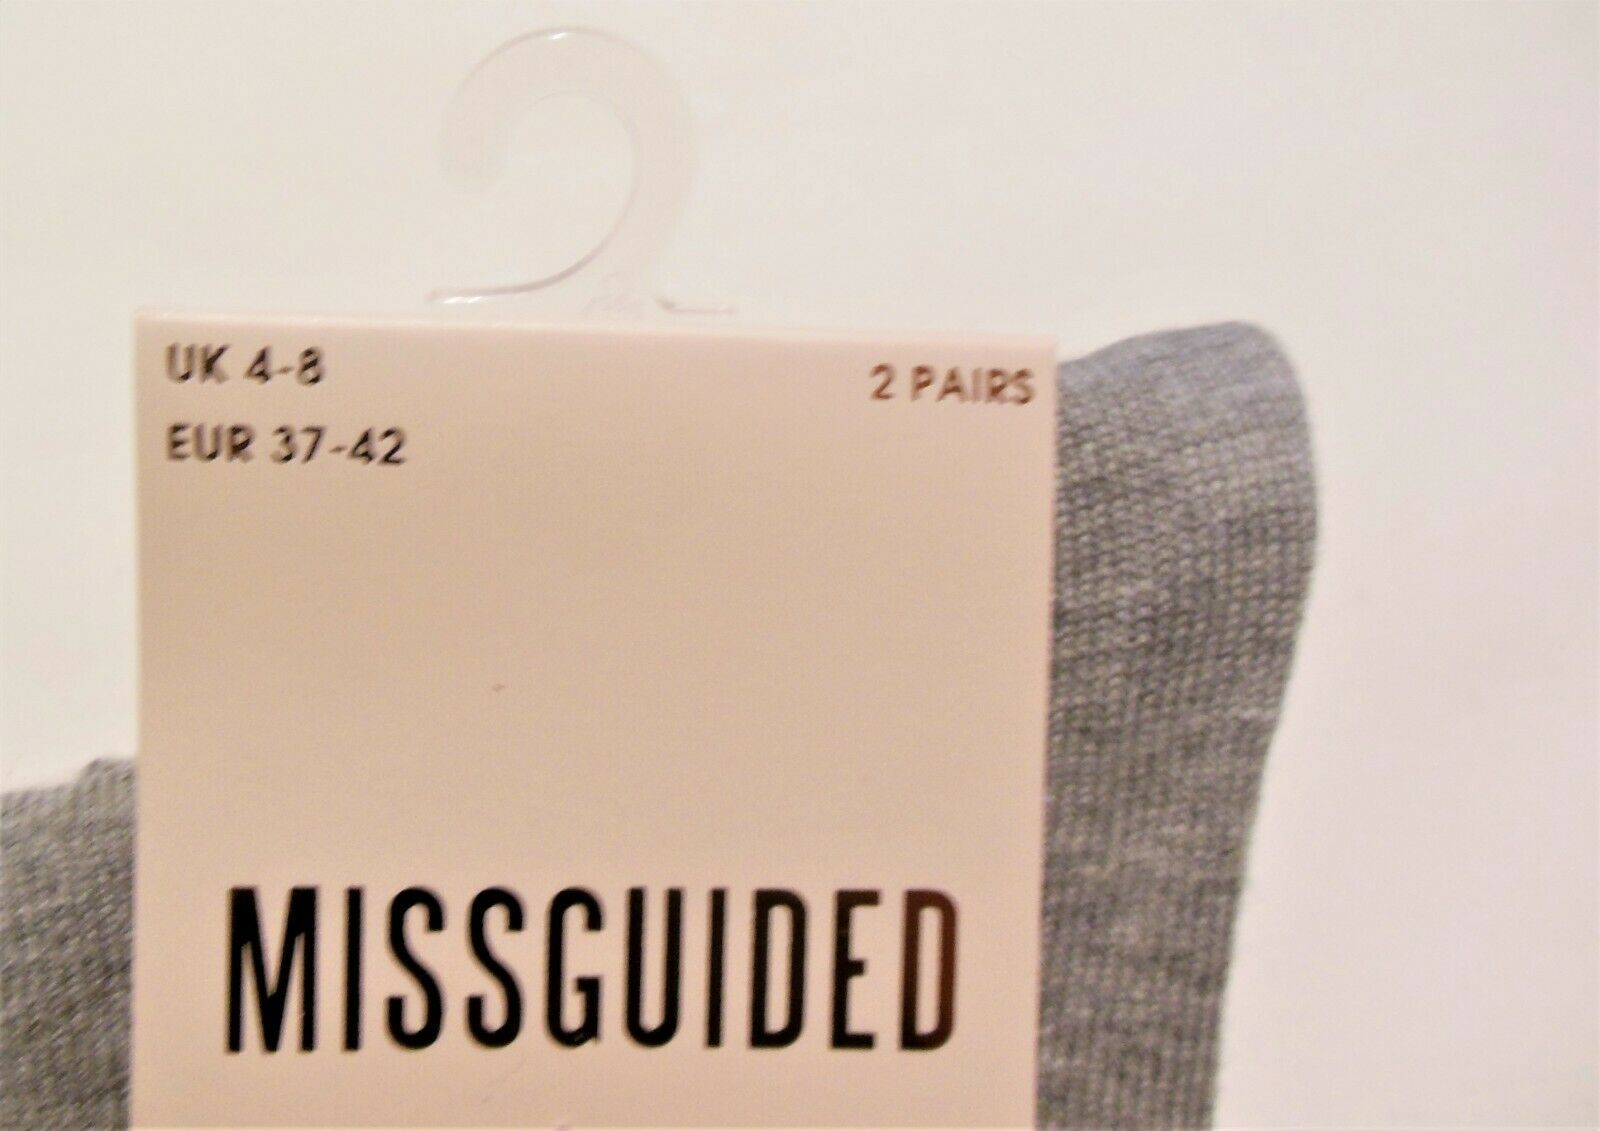 UK 4-8
2 PAIRS
EUR 37-42
MISSGUIDED